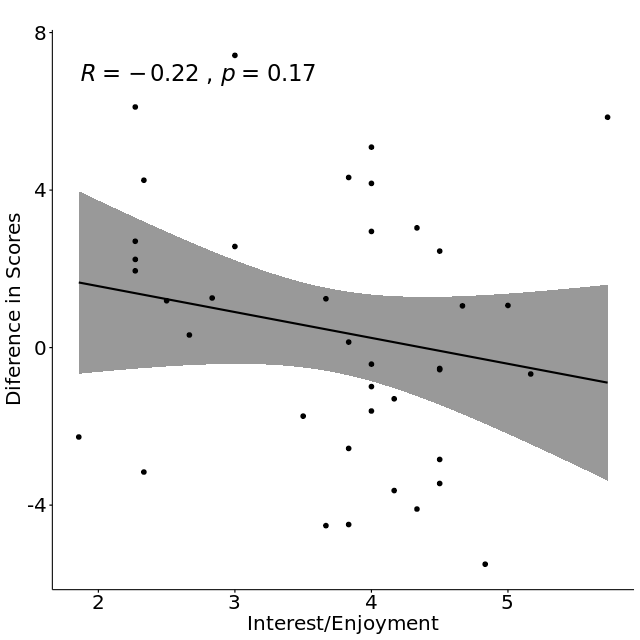 8
R = −0.22 , p = 0.17
4
0
-4
Diference in Scores
2 3 4 5
Interest/Enjoyment